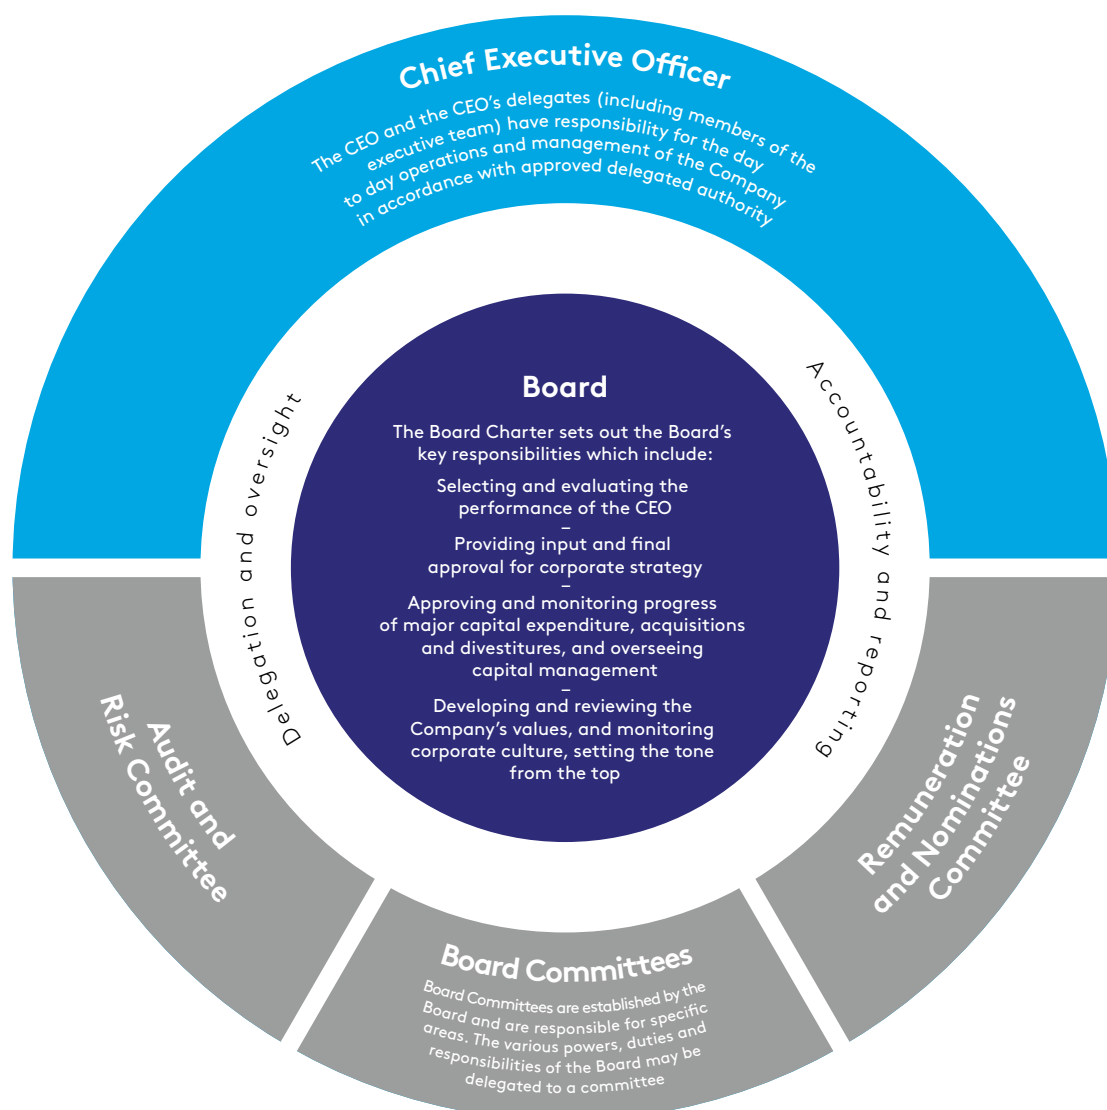 Chief Executive Officer
The CEO and the CEO’s delegates (including members of the
executive team) have responsibility for the day
to day operations and management of the Company
in accordance with approved delegated authority
Delegation and oversight
Accountability and reporting
Board
The Board Charter sets out the Board’s
key responsibilities which include:
Selecting and evaluating the
performance of the CEO
–
Providing input and final
approval for corporate strategy
–
Approving and monitoring progress
of major capital expenditure, acquisitions
and divestitures, and overseeing
capital management
–
Developing and reviewing the
Company’s values, and monitoring
corporate culture, setting the tone
from the top
Audit and
Risk Committee
Board Committees
Board Committees are established by the
Board and are responsible for specific
areas. The various powers, duties and
responsibilities of the Board may be
delegated to a committee
Remuneration
and Nominations
Committee